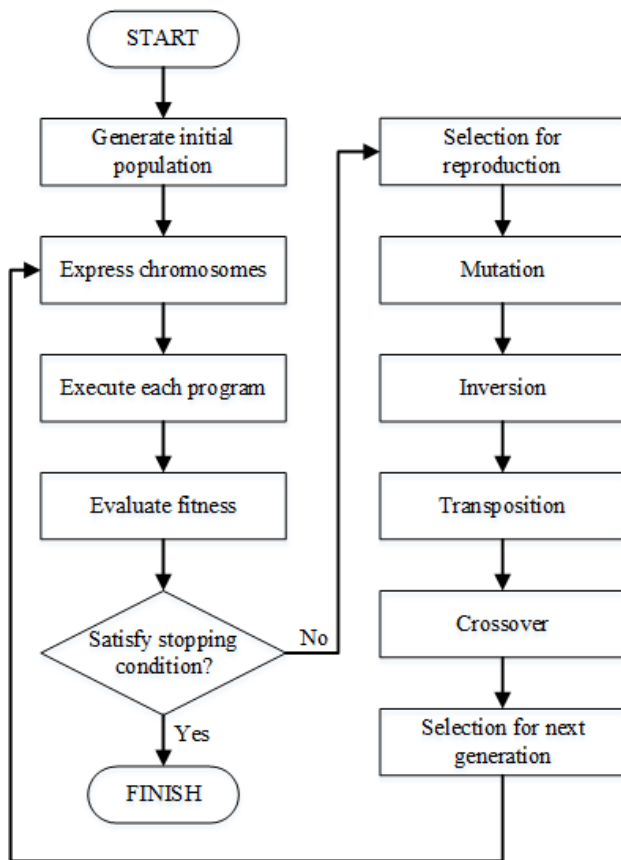 START
Generate initial
population
Express chromosomes
Execute each program
Evaluate fitness
Satisfy stopping
condition?
No
Yes
FINISH
Selection for
reproduction
Mutation
Inversion
Transposition
Crossover
Selection for next
generation